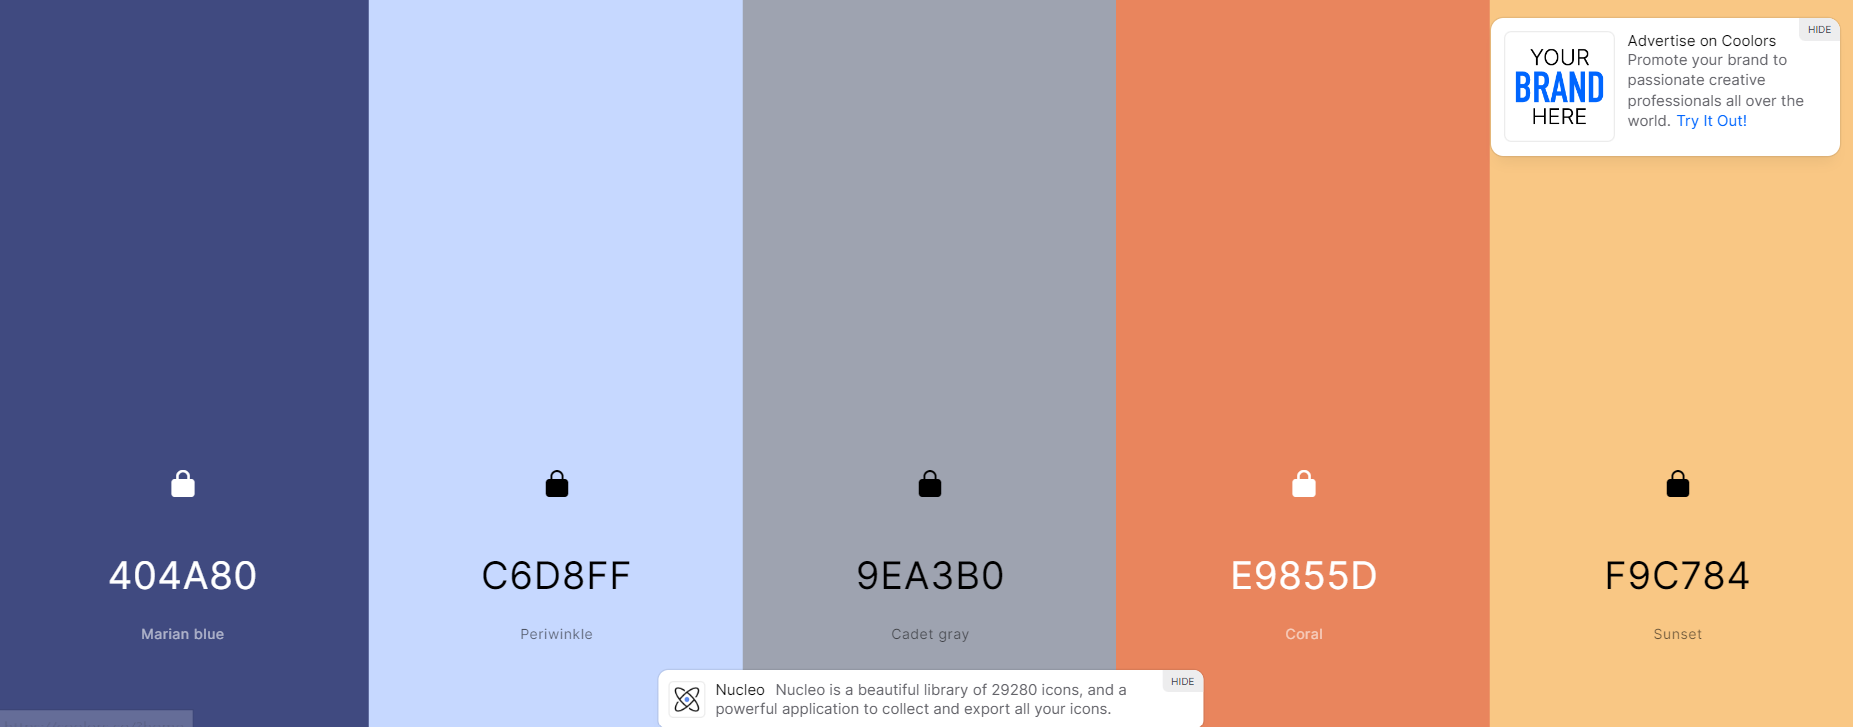 HIDE
YOUR
BRAND
HERE
Advertise on Coolors
Promote your brand to
passionate creative
professionals all over the
world. Try It Out!
404A80
C6D8FF
9EA3B0
E9855D
F9C784
Marian blue
Periwinkle
Cadet gray
Coral
Sunset
HIDE
Nucleo Nucleo is a beautiful library of 29280 icons, and a
powerful application to collect and export all your icons.